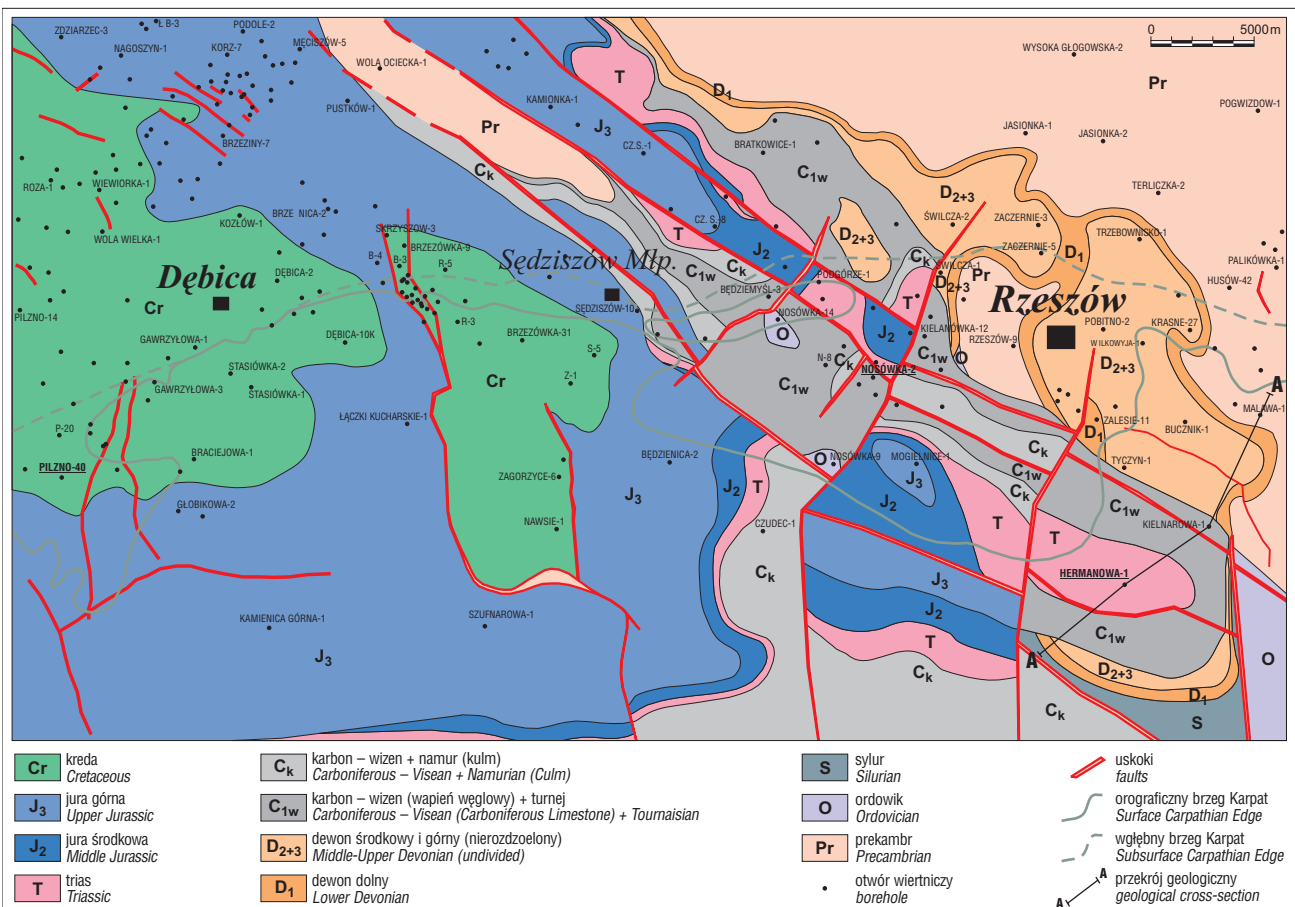 ZDZIARZEC-3
Ł B-3
PODOLE-2
NAGOSZYN-1
KORZ-7
MĘCISZÓW-5
WOLA OCIECKA-1
PUSTKÓW-1
BRZEZINY-7
KAMIONKA-1
J3
T
D1
0 5000 m
WYSOKA GŁOGOWSKA-2
Pr
POGWIZDOW-1
JASIONKA-1
JASIONKA-2
Pr
Ck
CZ.S.-1
BRATKOWICE-1
C1w
TERLICZKA-2
ROZA-1
WIEWIORKA-1
WOLA WIELKA-1
KOZŁÓW-1
BRZE NICA-2
SKRZYSZOW-3
BRZEZÓWKA-9
B-4
B-3
R-5
CZ. S.-8
T
J2
D2+3
D2+3
ŚWILCZA-2
ZACZERNIE-3
ZACZERNIE-5
TRZEBOWNISKO-1
D1
PALIKÓWKA-1
HUSÓW-42
Dębica
DĘBICA-2
Cr
Sędziszów Młp.
SĘDZISZÓW-10
C1w
Ck
BĘDZIEMYŚL-3
PODGÓRZE-1
NOSÓWKA-14
Ck
ŚWILCZA-1
D2+3
Pr
T
Rzeszów
PILZNO-14
GAWRZYŁOWA-1
DĘBICA-10K
R-3
BRZEZÓWKA-31
S-5
O
J2
KIELANÓWKA-12
RZESZÓW-9
POBITNO-2
WILKOWYJA-1
KRASNE-27
STASIÓWKA-2
GAWRZYŁOWA-3
STASIÓWKA-1
Cr
Z-1
N-8
Ck
NOSÓWKA-2
C1w
O
D2+3
A
C1w
P-20
ŁĄCZKI KUCHARSKIE-1
ZALESIE-11
BUCZNIK-1
MALAWA-1
D1
PILZNO-40
BRACIEJOWA-1
ZAGORZYCE-6
BĘDZIENICA-2
O
NOSÓWKA-9
MOGIELNICE-1
Ck
TYCZYN-1
GŁOBIKOWA-2
NAWSIE-1
J3
J2
T
J3
J2
C1w
Ck
T
C1w
CZUDEC-1
T
KIELNAROWA-1
Ck
HERMANOWA-1
J3
KAMIENICA GÓRNA-1
SZUFNAROWA-1
J2
C1w
T
O
J3
A
Ck
D2+3
D1
Ck
S
Cr kreda
Cretaceous
J3 jura górna
Upper Jurassic
J2 jura środkowa
Middle Jurassic
T trias
Triassic
Ck karbon – wizen + namur (kulm)
Carboniferous – Visean + Namurian (Culm)
C1w karbon – wizen (wapień węglowy) + turnej
Carboniferous – Visean (Carboniferous Limestone) + Tournaisian
D2+3 dewon środkowy i górny (nierozdzoelony)
Middle-Upper Devonian (undivided)
D1 dewon dolny
Lower Devonian
S sylur
Silurian
O ordowik
Ordovician
Pr prekambr
Precambrian
otwór wiertniczy
borehole
uskoki
faults
orograficzny brzeg Karpat
Surface Carpathian Edge
wgłębny brzeg Karpat
Subsurface Carpathian Edge
A A przekrój geologiczny
geological cross-section